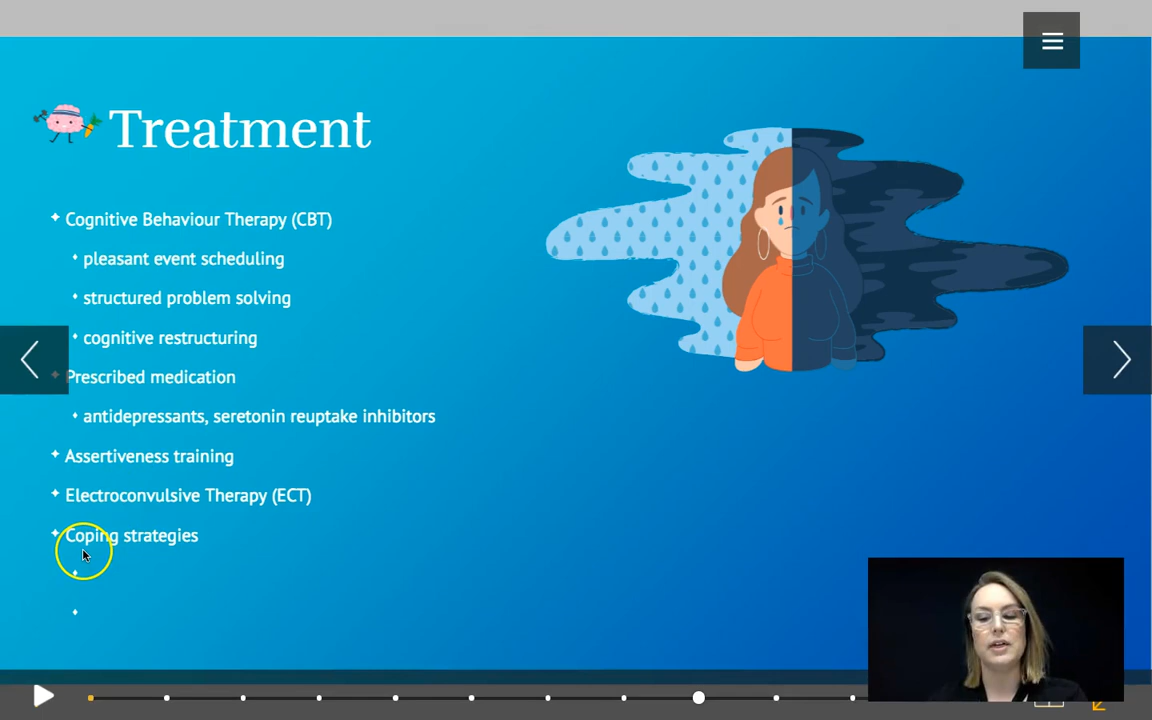 Treatment
Cognitive Behaviour Therapy (CBT)
pleasant event scheduling
structured problem solving
cognitive restructuring
Prescribed medication
antidepressants, seretonin reuptake inhibitors
Assertiveness training
Electroconvulsive Therapy (ECT)
Coping strategies